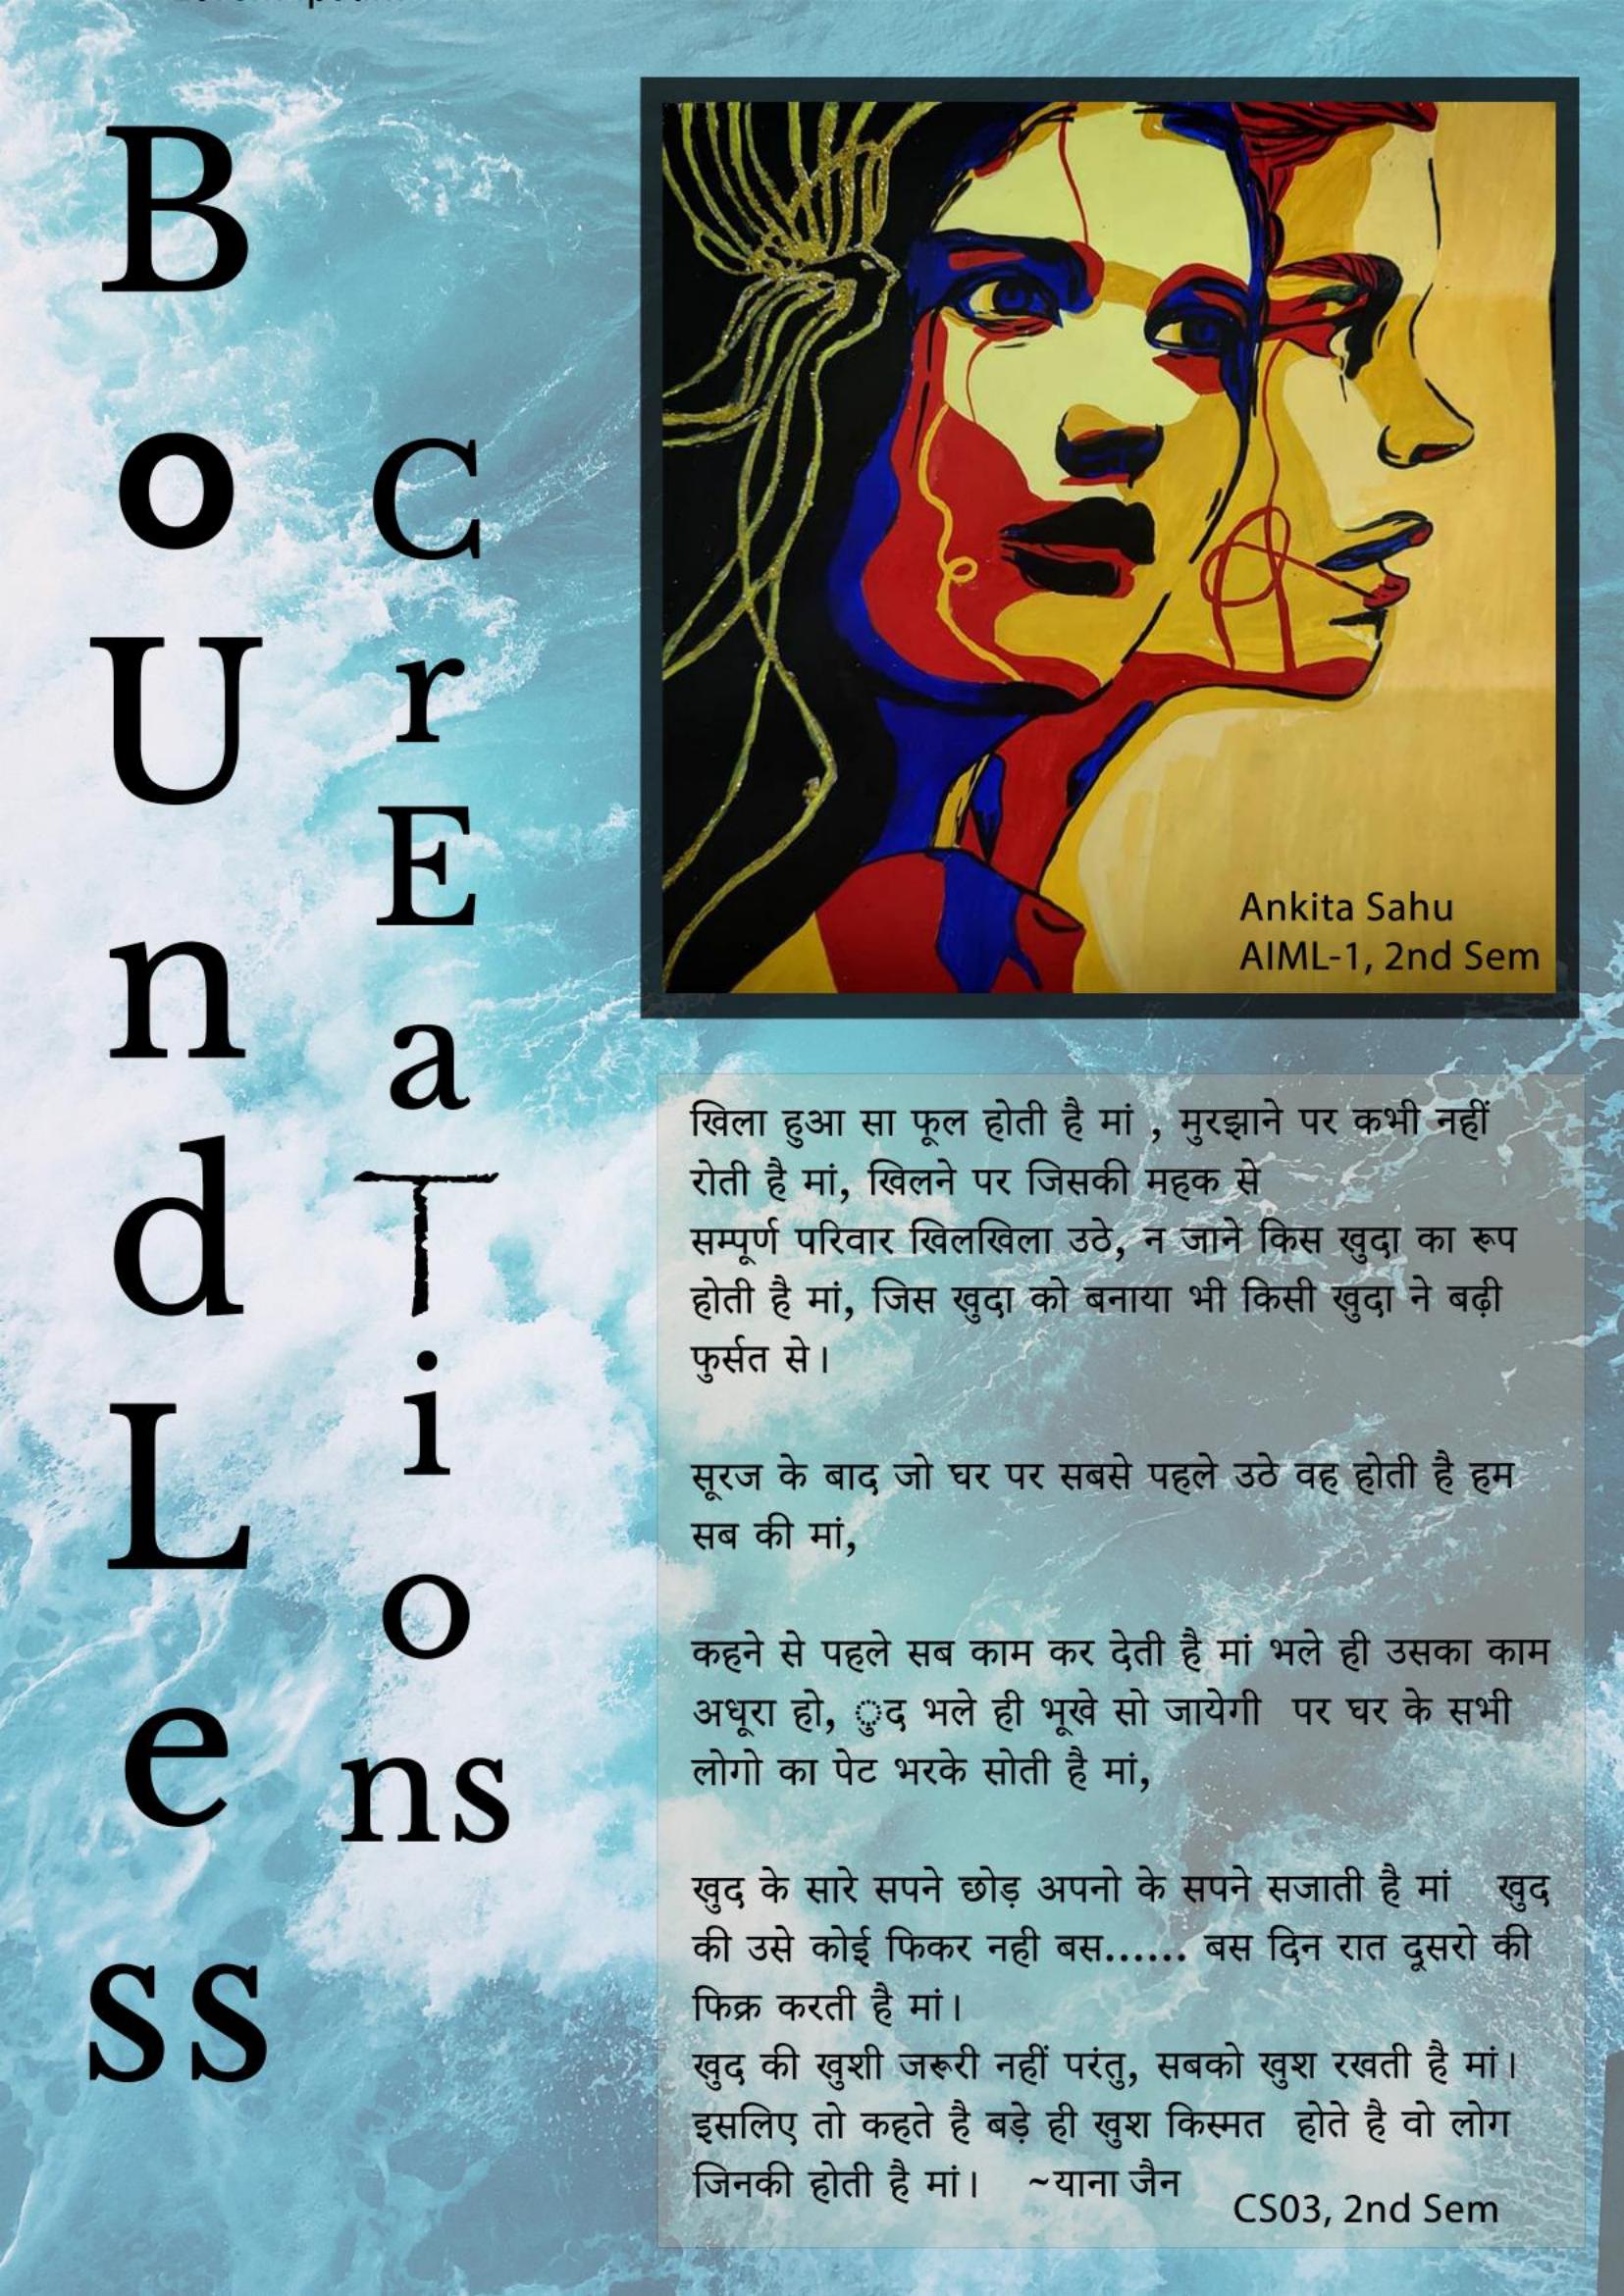 BoUndLess
CrEaTions
Ankita Sahu
AIML-1, 2nd Sem
खिला हुआ सा फूल होती है मां , मुरझाने पर कभी नहीं
रोती है मां, खिलने पर जिसकी महक से
सम्पूर्ण परिवार खिलखिला उठे, न जाने किस खुदा का रूप
होती है मां, जिस खुदा को बनाया भी किसी खुदा ने बढ़ी
फुर्सत से।
सूरज के बाद जो घर पर सबसे पहले उठे वह होती है हम
सब की मां,
कहने से पहले सब काम कर देती है मां भले ही उसका काम
अधूरा हो, ुद भले ही भूखे सो जायेगी पर घर के सभी
लोगो का पेट भरके सोती है मां,
खुद के सारे सपने छोड़ अपनो के सपने सजाती है मां खुद
की उसे कोई फिकर नही बस...... बस दिन रात दूसरो की
फिक्र करती है मां।
खुद की खुशी जरूरी नहीं परंतु, सबको खुश रखती है मां।
इसलिए तो कहते है बड़े ही खुश किस्मत होते है वो लोग
जिनकी होती है मां। ~याना जैन
CS03, 2nd Sem